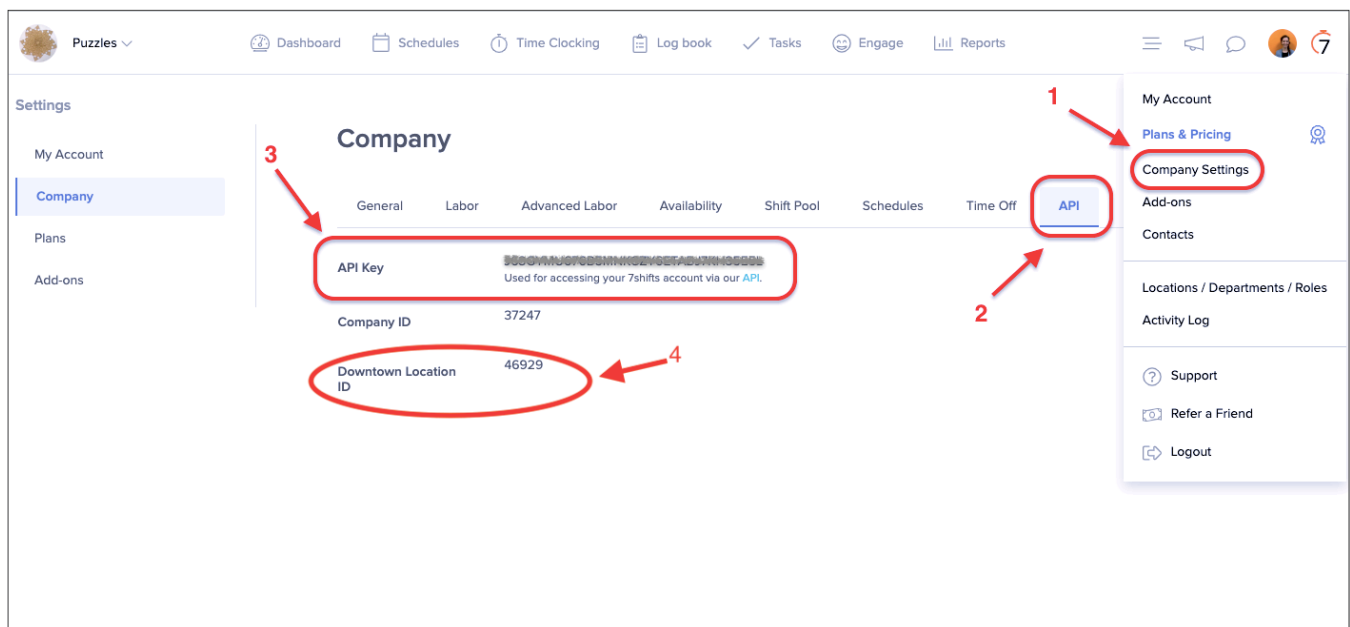 Puzzles
Dashboard
Schedules
Time Clocking
Log book
Tasks
Engage
Reports
7
Settings
My Account
Company
Plans
Add-ons
Company
General
Labor
Advanced Labor
Availability
Shift Pool
Schedules
Time Off
API
3
API Key
Used for accessing your 7shifts account via our API.
Company ID
37247
Downtown Location
ID
46929
4
2
1
My Account
Plans & Pricing
Company Settings
Add-ons
Contacts
Locations / Departments / Roles
Activity Log
Support
Refer a Friend
Logout